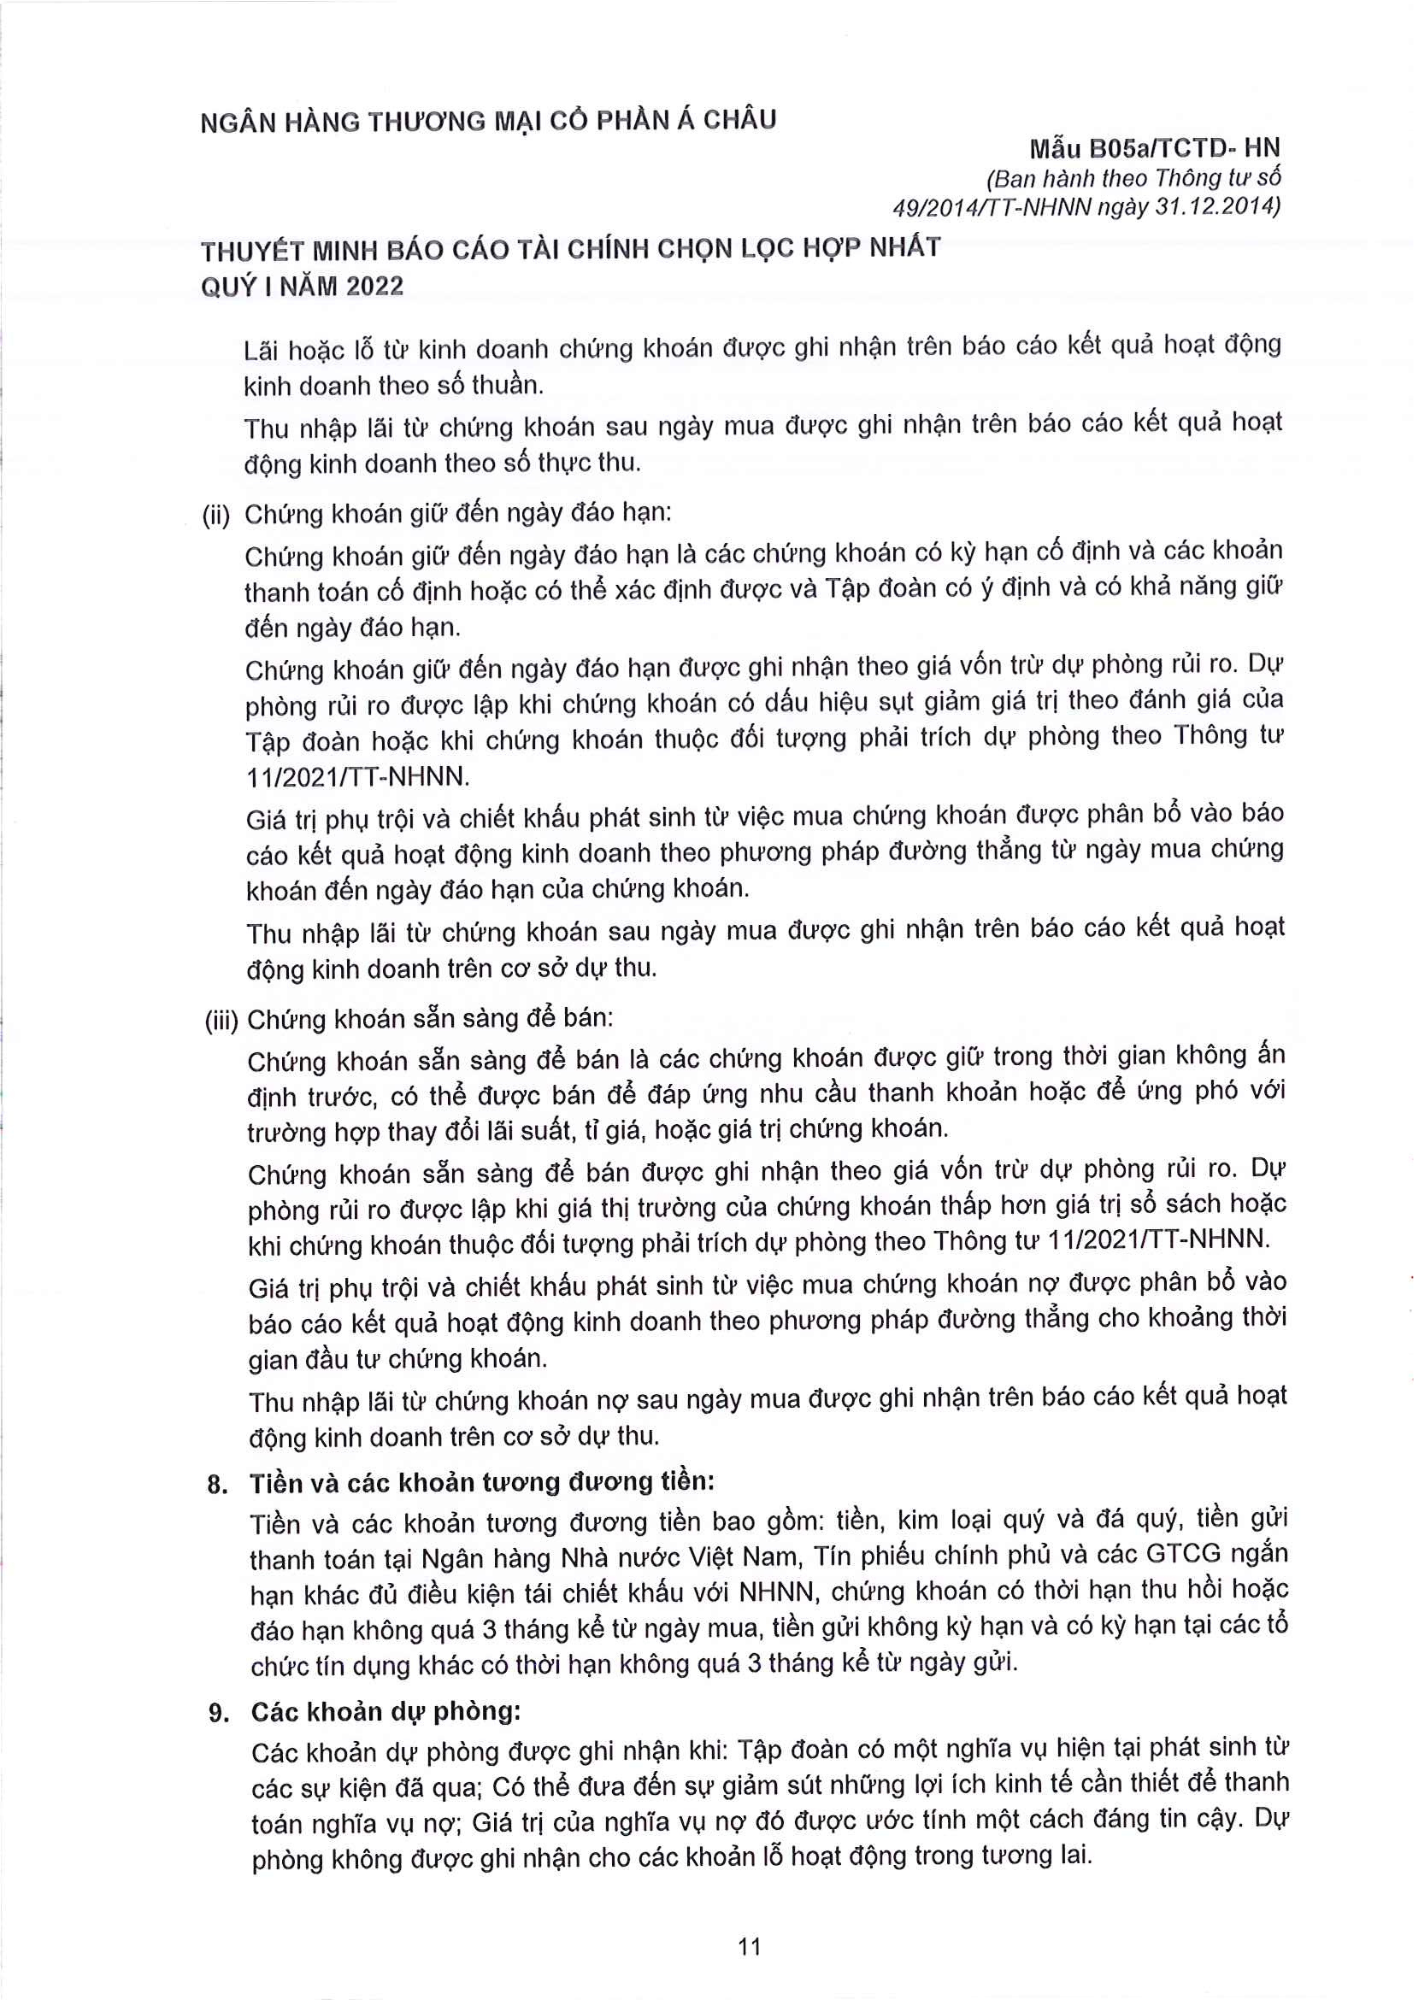 NGÂN HÀNG THƯƠNG MẠI CỔ PHẦN Á CHÂU
Mẫu B05a/TCTD- HN
(Ban hành theo Thông tư số
49/2014/TT-NHNN ngày 31.12.2014)
THUYẾT MINH BÁO CÁO TÀI CHÍNH CHỌN LỌC HỢP NHẤT
QUÝ I NĂM 2022
Lãi hoặc lỗ từ kinh doanh chứng khoán được ghi nhận trên báo cáo kết quả hoạt động
kinh doanh theo số thuần.
Thu nhập lãi từ chứng khoán sau ngày mua được ghi nhận trên báo cáo kết quả hoạt
động kinh doanh theo số thực thu.
(ii) Chứng khoán giữ đến ngày đáo hạn:
Chứng khoán giữ đến ngày đáo hạn là các chứng khoán có kỳ hạn cố định và các khoản
thanh toán cố định hoặc có thể xác định được và Tập đoàn có ý định và có khả năng giữ
đến ngày đáo hạn.
Chứng khoán giữ đến ngày đáo hạn được ghi nhận theo giá vốn trừ dự phòng rủi ro. Dự
phòng rủi ro được lập khi chứng khoán có dấu hiệu sụt giảm giá trị theo đánh giá của
Tập đoàn hoặc khi chứng khoán thuộc đối tượng phải trích dự phòng theo Thông tư
11/2021/TT-NHNN.
Giá trị phụ trội và chiết khấu phát sinh từ việc mua chứng khoán được phân bổ vào báo
cáo kết quả hoạt động kinh doanh theo phương pháp đường thẳng từ ngày mua chứng
khoán đến ngày đáo hạn của chứng khoán.
Thu nhập lãi từ chứng khoán sau ngày mua được ghi nhận trên báo cáo kết quả hoạt
động kinh doanh trên cơ sở dự thu.
(iii) Chứng khoán sẵn sàng để bán:
Chứng khoán sẵn sàng để bán là các chứng khoán được giữ trong thời gian không ấn
định trước, có thể được bán để đáp ứng nhu cầu thanh khoản hoặc để ứng phó với
trường hợp thay đổi lãi suất, tỉ giá, hoặc giá trị chứng khoán.
Chứng khoán sẵn sàng để bán được ghi nhận theo giá vốn trừ dự phòng rủi ro. Dự
phòng rủi ro được lập khi giá thị trường của chứng khoán thấp hơn giá trị sổ sách hoặc
khi chứng khoán thuộc đối tượng phải trích dự phòng theo Thông tư 11/2021/TT-NHNN.
Giá trị phụ trội và chiết khấu phát sinh từ việc mua chứng khoán nợ được phân bổ vào
báo cáo kết quả hoạt động kinh doanh theo phương pháp đường thẳng cho khoảng thời
gian đầu tư chứng khoán.
Thu nhập lãi từ chứng khoán nợ sau ngày mua được ghi nhận trên báo cáo kết quả hoạt
động kinh doanh trên cơ sở dự thu.
8. Tiền và các khoản tương đương tiền:
Tiền và các khoản tương đương tiền bao gồm: tiền, kim loại quý và đá quý, tiền gửi
thanh toán tại Ngân hàng Nhà nước Việt Nam, Tín phiếu chính phủ và các GTCG ngắn
hạn khác đủ điều kiện tái chiết khấu với NHNN, chứng khoán có thời hạn thu hồi hoặc
đáo hạn không quá 3 tháng kể từ ngày mua, tiền gửi không kỳ hạn và có kỳ hạn tại các tổ
chức tín dụng khác có thời hạn không quá 3 tháng kể từ ngày gửi.
9. Các khoản dự phòng:
Các khoản dự phòng được ghi nhận khi: Tập đoàn có một nghĩa vụ hiện tại phát sinh từ
các sự kiện đã qua; Có thể đưa đến sự giảm sút những lợi ích kinh tế cần thiết để thanh
toán nghĩa vụ nợ; Giá trị của nghĩa vụ nợ đó được ước tính một cách đáng tin cậy. Dự
phòng không được ghi nhận cho các khoản lỗ hoạt động trong tương lai.
11